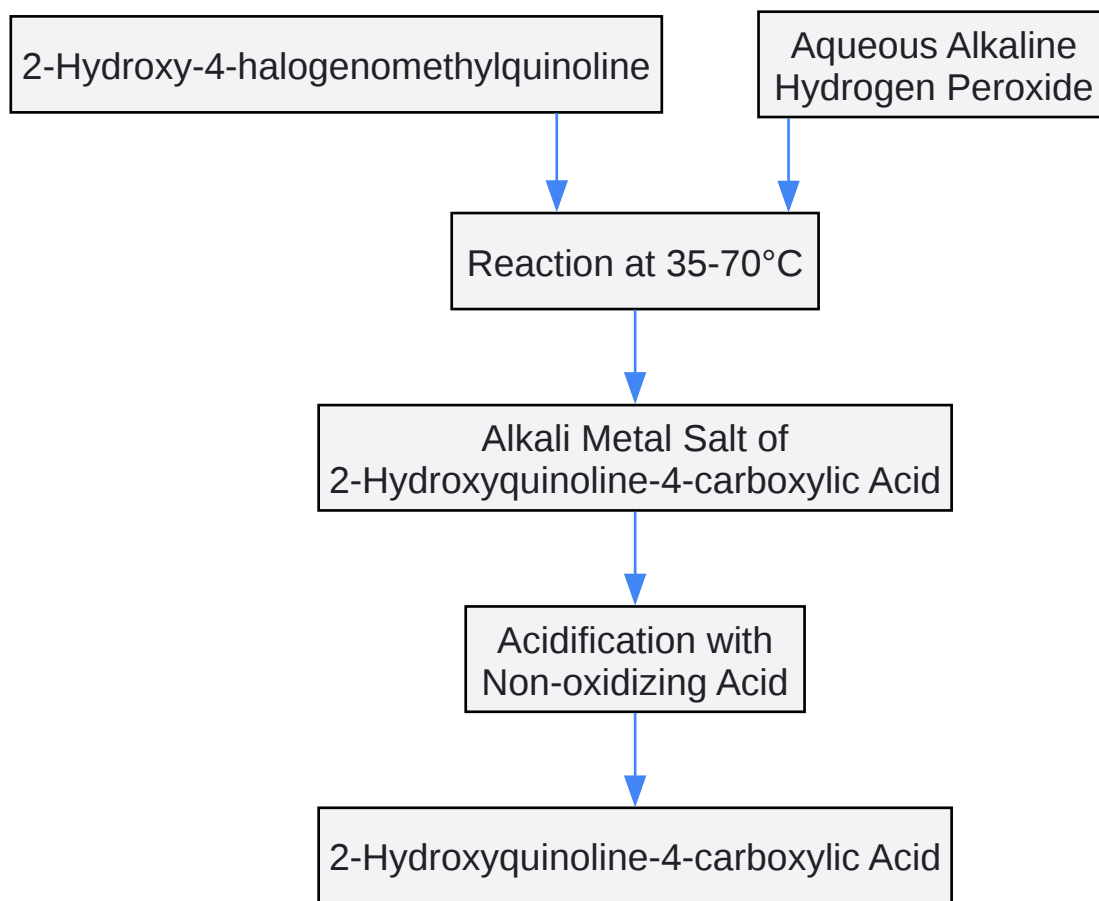 2-Hydroxy-4-halogenomethylquinoline
Aqueous Alkaline
Hydrogen Peroxide
Reaction at 35-70°C
Alkali Metal Salt of
2-Hydroxyquinoline-4-carboxylic Acid
Acidification with
Non-oxidizing Acid
2-Hydroxyquinoline-4-carboxylic Acid